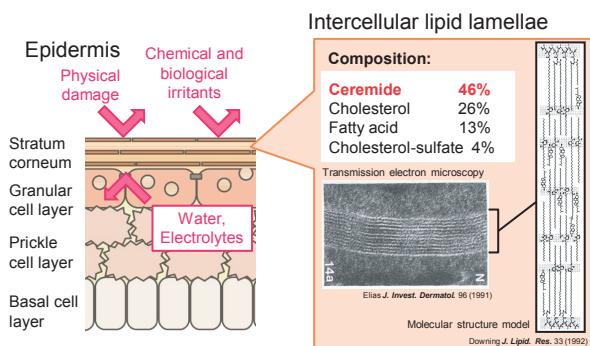 Intercellular lipid lamellae
Epidermis
Physical
damage
Chemical and
biological
irritants
Stratum
corneum
Granular
cell layer
Prickle
cell layer
Basal cell
layer
Water,
Electrolytes
Composition:
Ceremide 46%
Cholesterol 26%
Fatty acid 13%
Cholesterol-sulfate 4%
Transmission electron microscopy
14a
N
Elias J. Invest. Dermatol. 96 (1991)
Molecular structure model
Downing J. Lipid. Res. 33 (1992)